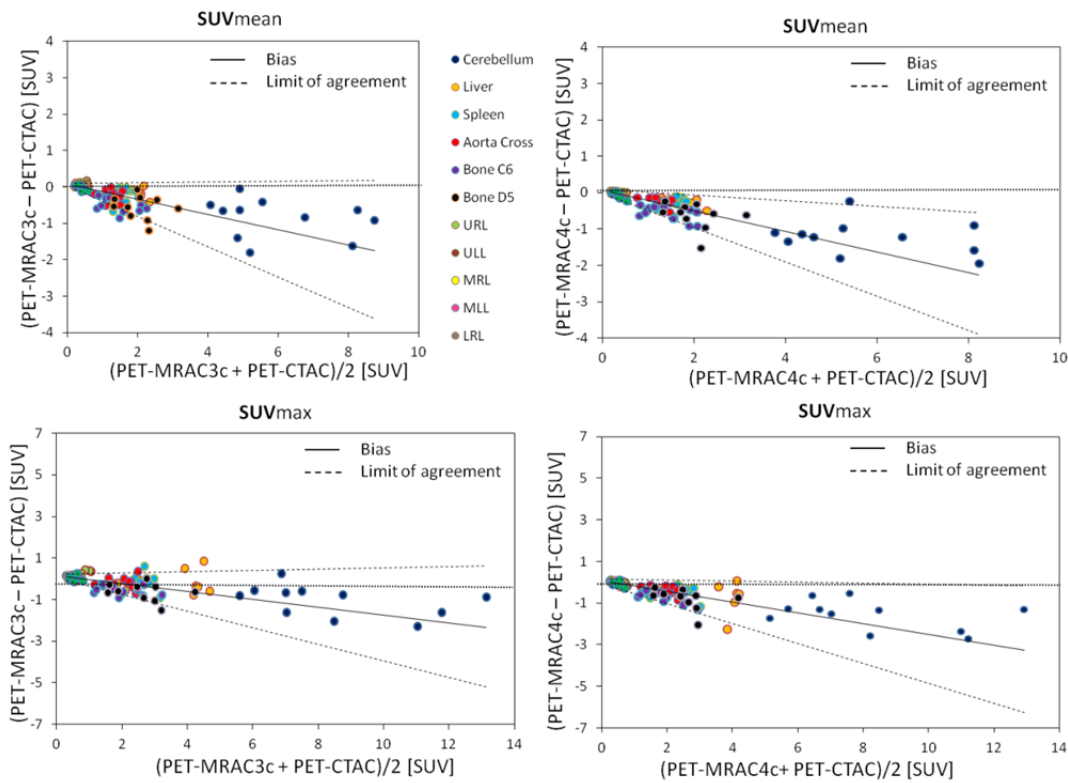 SUVmean
(PET-MRAC3c – PET-CTAC) [SUV]
4
3
2
1
0
-1
-2
-3
-4
Bias
Limit of agreement
0
2
4
6
8
10
(PET-MRAC3c + PET-CTAC)/2 [SUV]
Cerebellum
Liver
Spleen
Aorta Cross
Bone C6
Bone D5
URL
ULL
MRL
MLL
LRL
SUVmean
(PET-MRAC4c – PET-CTAC) [SUV]
4
3
2
1
0
-1
-2
-3
-4
Bias
Limit of agreement
0
2
4
6
8
10
(PET-MRAC4c + PET-CTAC)/2 [SUV]
SUVmax
(PET-MRAC3c – PET-CTAC) [SUV]
7
5
3
1
-1
-3
-5
-7
Bias
Limit of agreement
0
2
4
6
8
10
12
14
(PET-MRAC3c + PET-CTAC)/2 [SUV]
SUVmax
(PET-MRAC4c – PET-CTAC) [SUV]
7
5
3
1
-1
-3
-5
-7
Bias
Limit of agreement
0
2
4
6
8
10
12
14
(PET-MRAC4c+ PET-CTAC)/2 [SUV]